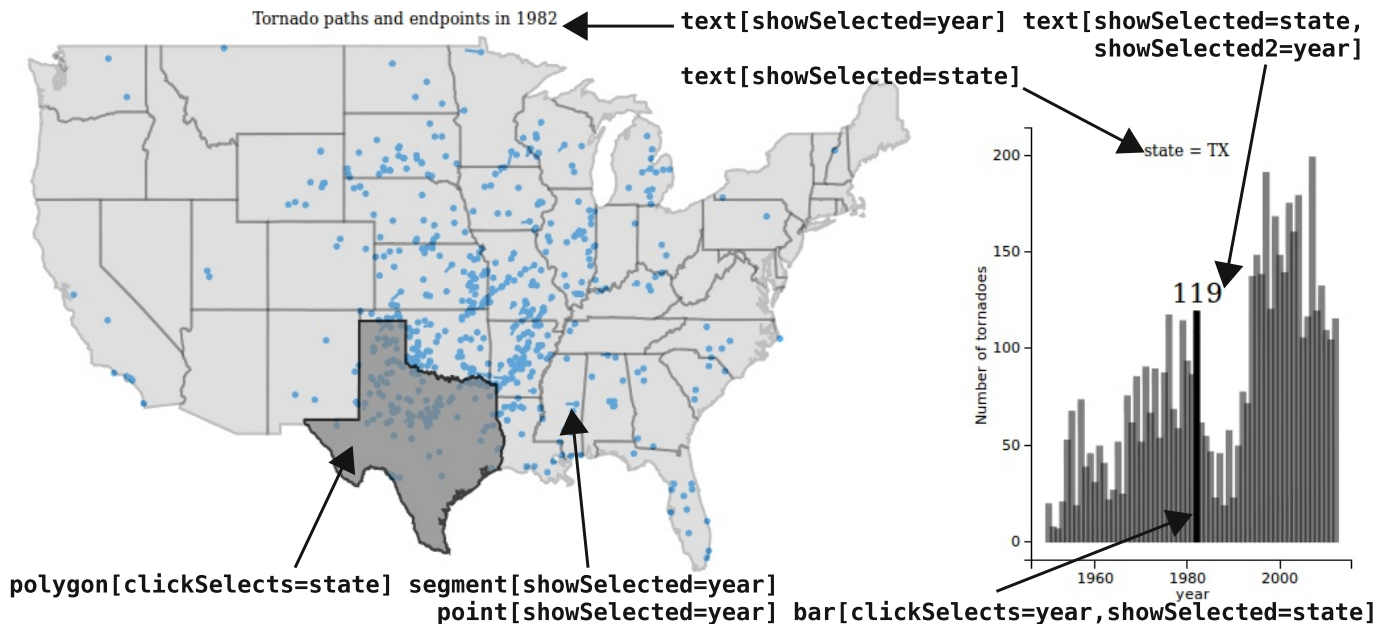 Tornado paths and endpoints in 1982
text[showSelected=year] text[showSelected=state,
showSelected2=year]
text[showSelected=state]
state = TX
200
150
119
100
50
0
Number of tornadoes
1960 1980 2000
year
polygon[clickSelects=state] segment[showSelected=year]
point[showSelected=year] bar[clickSelects=year,showSelected=state]